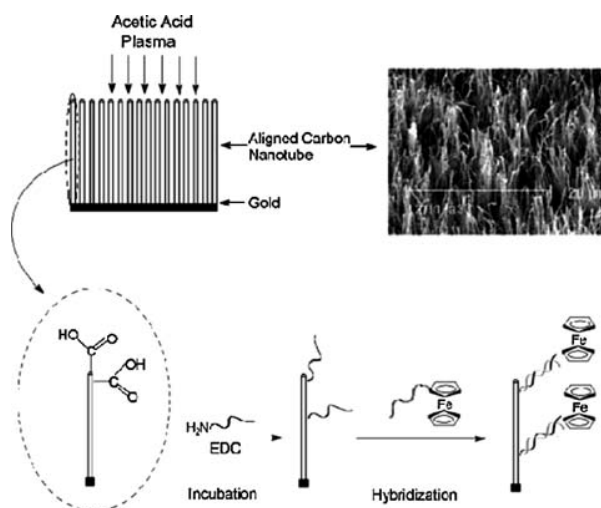 Acetic Acid
Plasma
Aligned Carbon
Nanotube
Gold
HO
O
C
OH
C
O
H₂N
EDC
Incubation
Fe
Hybridization
Fe
Fe